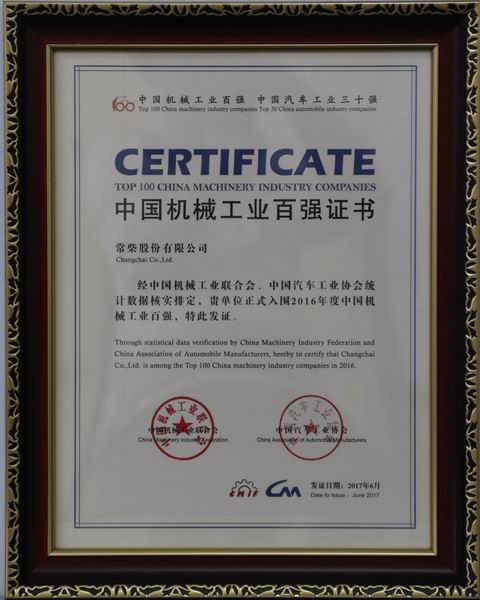 100 中国机械工业百强 中国汽车工业三十强
Top 100 China machinery industry companies Top 30 China automobile industry companies
CERTIFICATE
TOP 100 CHINA MACHINERY INDUSTRY COMPANIES
中国机械工业百强证书
常柴股份有限公司
Changchai Co.,Ltd.
经中国机械工业联合会、中国汽车工业协会统
计数据核实排定，贵单位正式入围2016年度中国机
械工业百强，特此发证。
Through statistical data verification by China Machinery Industry Federation and
China Association of Automobile Manufacturers, hereby to certify that Changchai
Co.,Ltd. is among the Top 100 China machinery industry companies in 2016.
中国机械工业联合会 中国汽车工业协会
China Machinery Industry Federation China Association of Automobile Manufacturers
CMIF 发证日期：2017年6月
Date to Issue : June 2017